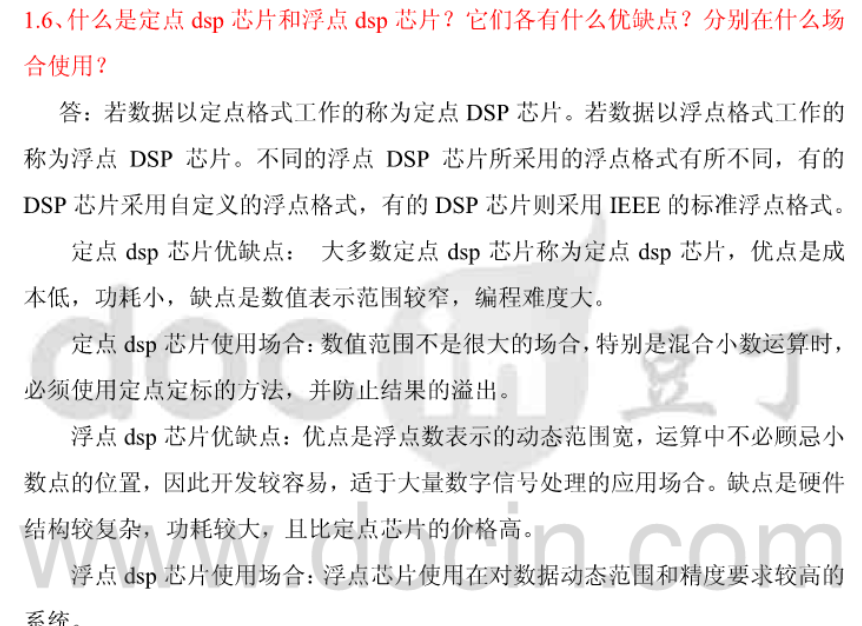 1.6、什么是定点 dsp 芯片和浮点 dsp 芯片？它们各有什么优缺点？分别在什么场
合使用？
答：若数据以定点格式工作的称为定点 DSP 芯片。若数据以浮点格式工作的
称为浮点 DSP 芯片。不同的浮点 DSP 芯片所采用的浮点格式有所不同，有的
DSP 芯片采用自定义的浮点格式，有的 DSP 芯片则采用 IEEE 的标准浮点格式。
定点 dsp 芯片优缺点： 大多数定点 dsp 芯片称为定点 dsp 芯片，优点是成
本低，功耗小，缺点是数值表示范围较窄，编程难度大。
定点 dsp 芯片使用场合：数值范围不是很大的场合，特别是混合小数运算时，
必须使用定点定标的方法，并防止结果的溢出。
浮点 dsp 芯片优缺点：优点是浮点数表示的动态范围宽，运算中不必顾忌小
数点的位置，因此开发较容易，适于大量数字信号处理的应用场合。缺点是硬件
结构较复杂，功耗较大，且比定点芯片的价格高。
浮点 dsp 芯片使用场合：浮点芯片使用在对数据动态范围和精度要求较高的
系统。
docin 豆丁
www.docin.com